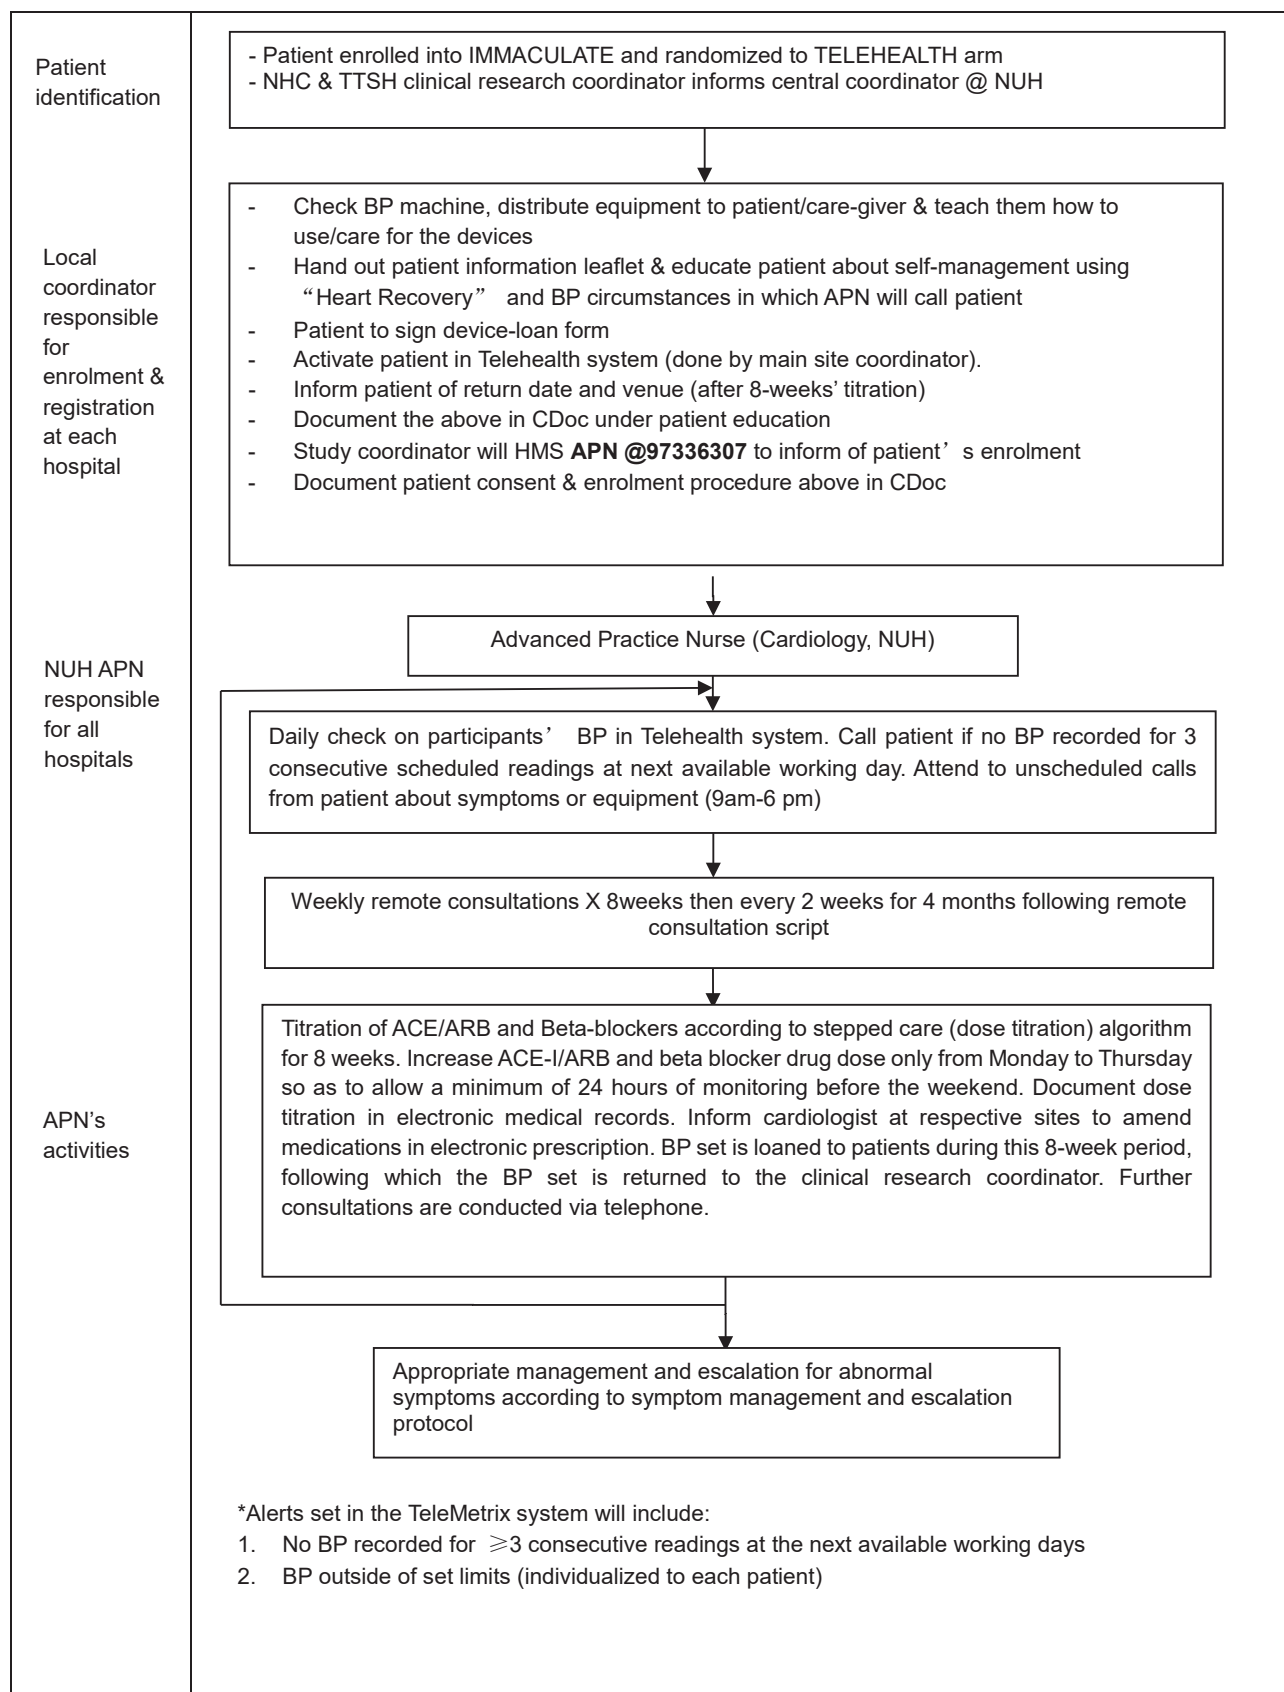 Patient
identification
- Patient enrolled into IMMACULATE and randomized to TELEHEALTH arm
- NHC & TTSH clinical research coordinator informs central coordinator @ NUH
Local
coordinator
responsible
for
enrolment &
registration
at each
hospital
- Check BP machine, distribute equipment to patient/care-giver & teach them how to
use/care for the devices
- Hand out patient information leaflet & educate patient about self-management using
“Heart Recovery” and BP circumstances in which APN will call patient
- Patient to sign device-loan form
- Activate patient in Telehealth system (done by main site coordinator).
- Inform patient of return date and venue (after 8-weeks’ titration)
- Document the above in CDoc under patient education
- Study coordinator will HMS APN @97336307 to inform of patient’ s enrolment
- Document patient consent & enrolment procedure above in CDoc
NUH APN
responsible
for all
hospitals
Advanced Practice Nurse (Cardiology, NUH)
Daily check on participants’ BP in Telehealth system. Call patient if no BP recorded for 3
consecutive scheduled readings at next available working day. Attend to unscheduled calls
from patient about symptoms or equipment (9am-6 pm)
Weekly remote consultations X 8weeks then every 2 weeks for 4 months following remote
consultation script
APN’s
activities
Titration of ACE/ARB and Beta-blockers according to stepped care (dose titration) algorithm
for 8 weeks. Increase ACE-I/ARB and beta blocker drug dose only from Monday to Thursday
so as to allow a minimum of 24 hours of monitoring before the weekend. Document dose
titration in electronic medical records. Inform cardiologist at respective sites to amend
medications in electronic prescription. BP set is loaned to patients during this 8-week period,
following which the BP set is returned to the clinical research coordinator. Further
consultations are conducted via telephone.
Appropriate management and escalation for abnormal
symptoms according to symptom management and escalation
protocol
*Alerts set in the TeleMetrix system will include:
1. No BP recorded for ≥3 consecutive readings at the next available working days
2. BP outside of set limits (individualized to each patient)